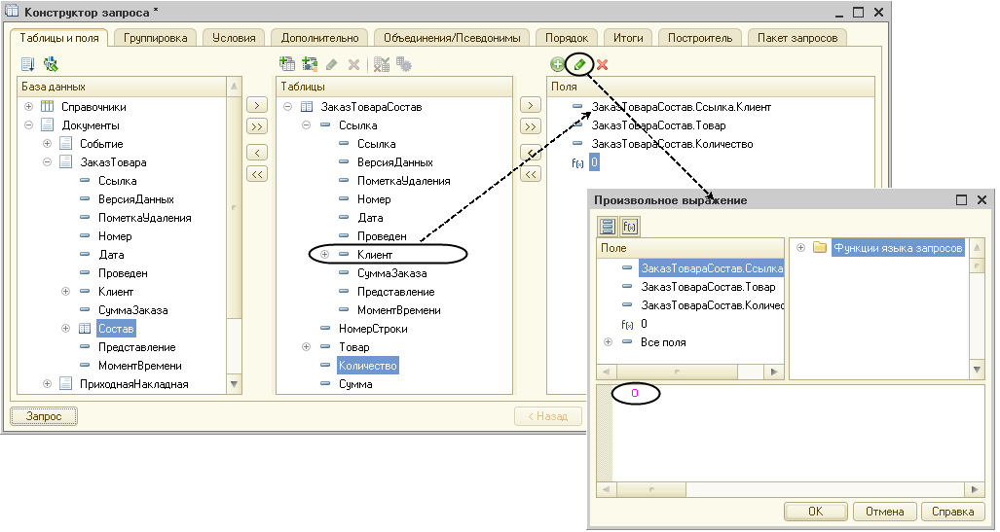 Конструктор запроса *
Таблицы и поля
Группировка
Условия
Дополнительно
Объединения/Псевдонимы
Порядок
Итоги
Построитель
Пакет запросов
База данных
Справочники
Документы
Событие
ЗаказТовара
Ссылка
ВерсияДанных
ПометкаУдаления
Номер
Дата
Проведен
Клиент
СуммаЗаказа
Состав
Представление
МоментВремени
ПриходнаяНакладная
Таблицы
ЗаказТовараСостав
Ссылка
Ссылка
ВерсияДанных
ПометкаУдаления
Номер
Дата
Проведен
Клиент
СуммаЗаказа
Представление
МоментВремени
НомерСтроки
Товар
Количество
Сумма
Поля
ЗаказТовараСостав.Ссылка.Клиент
ЗаказТовараСостав.Товар
ЗаказТовараСостав.Количество
f(x) 0
Запрос
< Назад
Произвольное выражение
f(x)
Поле
ЗаказТовараСостав.Ссылка
ЗаказТовараСостав.Товар
ЗаказТовараСостав.Количес
f(x) 0
Все поля
Функции языка запросов
0
ОК
Отмена
Справка